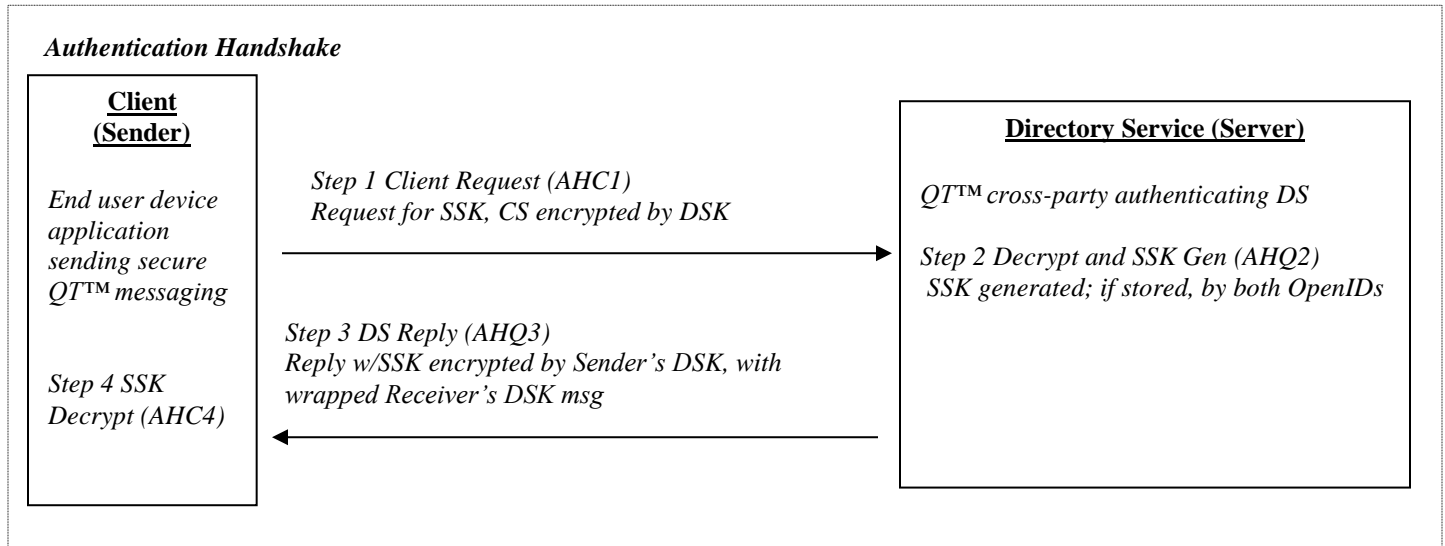 Authentication Handshake
Client
(Sender)
End user device
application
sending secure
QT™ messaging
Step 4 SSK
Decrypt (AHC4)
Step 1 Client Request (AHC1)
Request for SSK, CS encrypted by DSK
Step 3 DS Reply (AHQ3)
Reply w/SSK encrypted by Sender’s DSK, with
wrapped Receiver’s DSK msg
Directory Service (Server)
QT™ cross-party authenticating DS
Step 2 Decrypt and SSK Gen (AHQ2)
SSK generated; if stored, by both OpenIDs